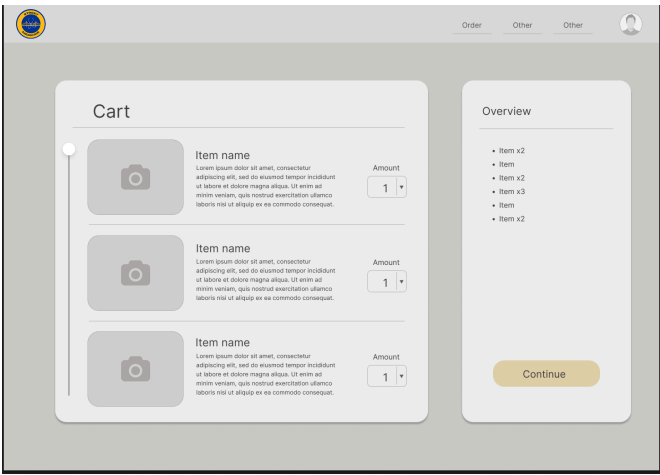 Order Other Other
Cart
Item name
Lorem ipsum dolor sit amet, consectetur
adipiscing elit, sed do eiusmod tempor incididunt
ut labore et dolore magna aliqua. Ut enim ad
minim veniam, quis nostrud exercitation ullamco
laboris nisi ut aliquip ex ea commodo consequat.
Amount
1
Item name
Lorem ipsum dolor sit amet, consectetur
adipiscing elit, sed do eiusmod tempor incididunt
ut labore et dolore magna aliqua. Ut enim ad
minim veniam, quis nostrud exercitation ullamco
laboris nisi ut aliquip ex ea commodo consequat.
Amount
1
Item name
Lorem ipsum dolor sit amet, consectetur
adipiscing elit, sed do eiusmod tempor incididunt
ut labore et dolore magna aliqua. Ut enim ad
minim veniam, quis nostrud exercitation ullamco
laboris nisi ut aliquip ex ea commodo consequat.
Amount
1
Overview
• Item x2
• Item
• Item x2
• Item x3
• Item
• Item x2
Continue